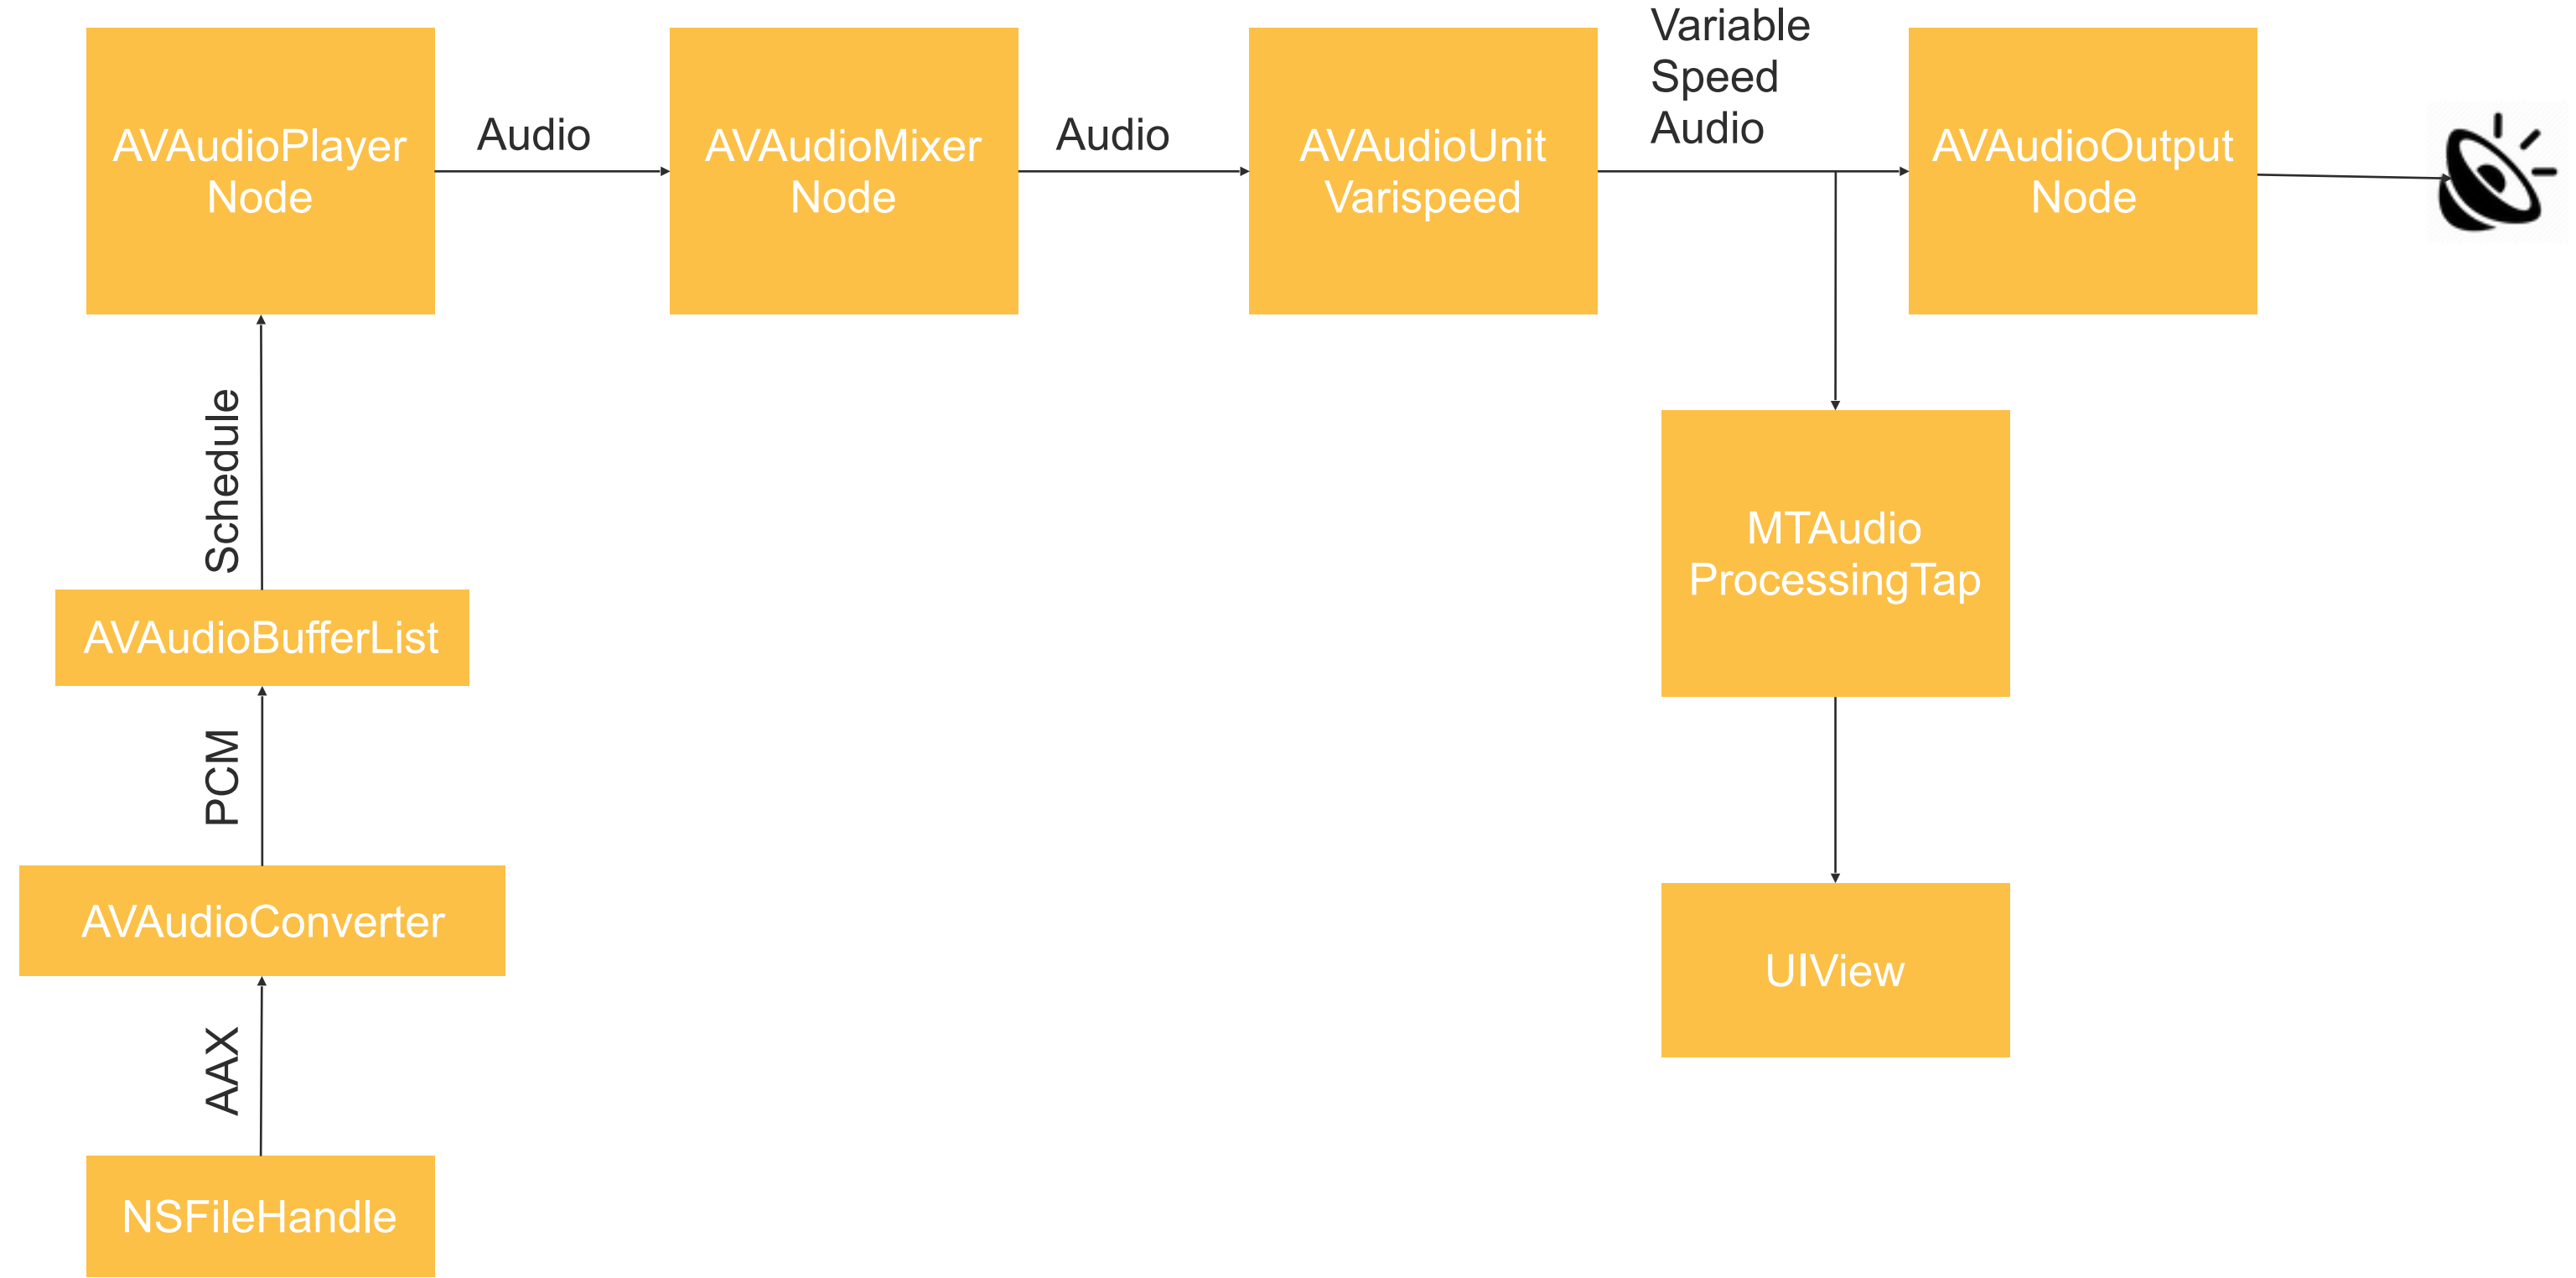 Variable
Speed
Audio
AVAudioPlayer
Node
Audio
AVAudioMixer
Node
Audio
AVAudioUnit
Varispeed
AVAudioOutput
Node
Schedule
MTAudio
ProcessingTap
AVAudioBufferList
PCM
AVAudioConverter
UIView
AAX
NSFileHandle